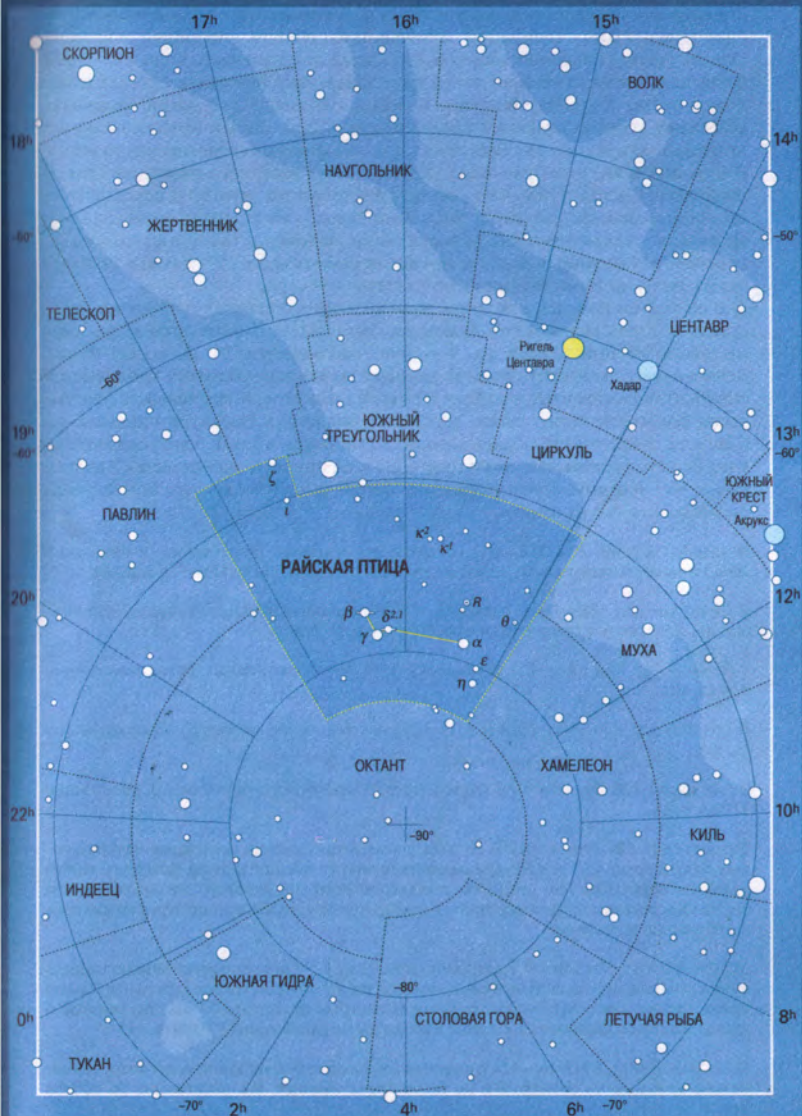 17h 16h 15h
СКОРПИОН
ВОЛК
18h 14h
НАУГОЛЬНИК
ЖЕРТВЕННИК
–50° –50°
ТЕЛЕСКОП
ЦЕНТАВР
Ригель
Центавра
Хадар
–60°
ЮЖНЫЙ
ТРЕУГОЛЬНИК
ЦИРКУЛЬ
19h 13h
–60° –60°
ζ
ι
ЮЖНЫЙ
КРЕСТ
Акрукс
ПАВЛИН
κ² κ¹
РАЙСКАЯ ПТИЦА
20h 12h
β δ²,¹ R θ
γ α
ε
η
МУХА
ОКТАНТ ХАМЕЛЕОН
22h 10h
–90°
КИЛЬ
ИНДЕЕЦ
ЮЖНАЯ ГИДРА
–80°
0h 8h
СТОЛОВАЯ ГОРА ЛЕТУЧАЯ РЫБА
ТУКАН
–70° 2h 4h 6h –70°